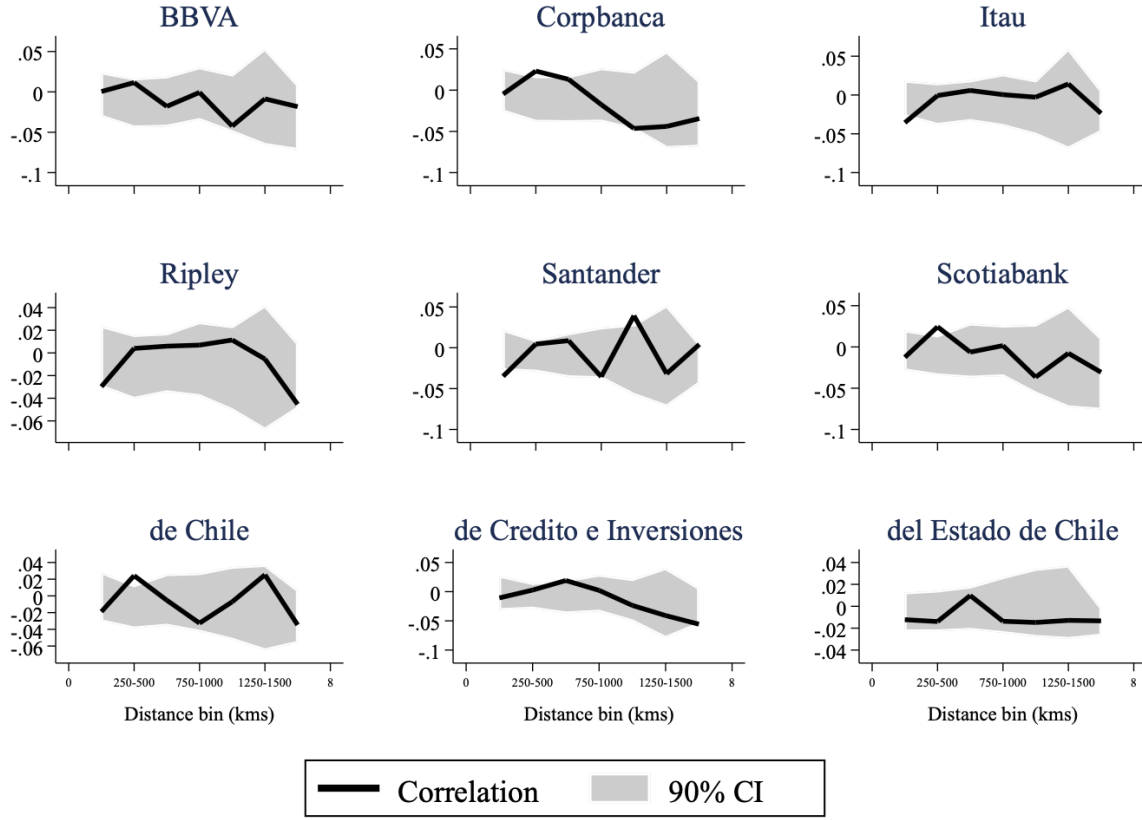 BBVA
Corpbanca
Itau
.05
0
-.05
-.1
.05
0
-.05
-.1
.05
0
-.05
-.1
Ripley
Santander
Scotiabank
.04
.02
0
-.02
-.04
-.06
.05
0
-.05
-.1
.05
0
-.05
-.1
de Chile
de Credito e Inversiones
del Estado de Chile
.04
.02
0
-.02
-.04
-.06
.05
0
-.05
-.1
.04
.02
0
-.02
-.04
0 250-500 750-1000 1250-1500 8
0 250-500 750-1000 1250-1500 8
0 250-500 750-1000 1250-1500 8
Distance bin (kms)
Distance bin (kms)
Distance bin (kms)
Correlation 90% CI